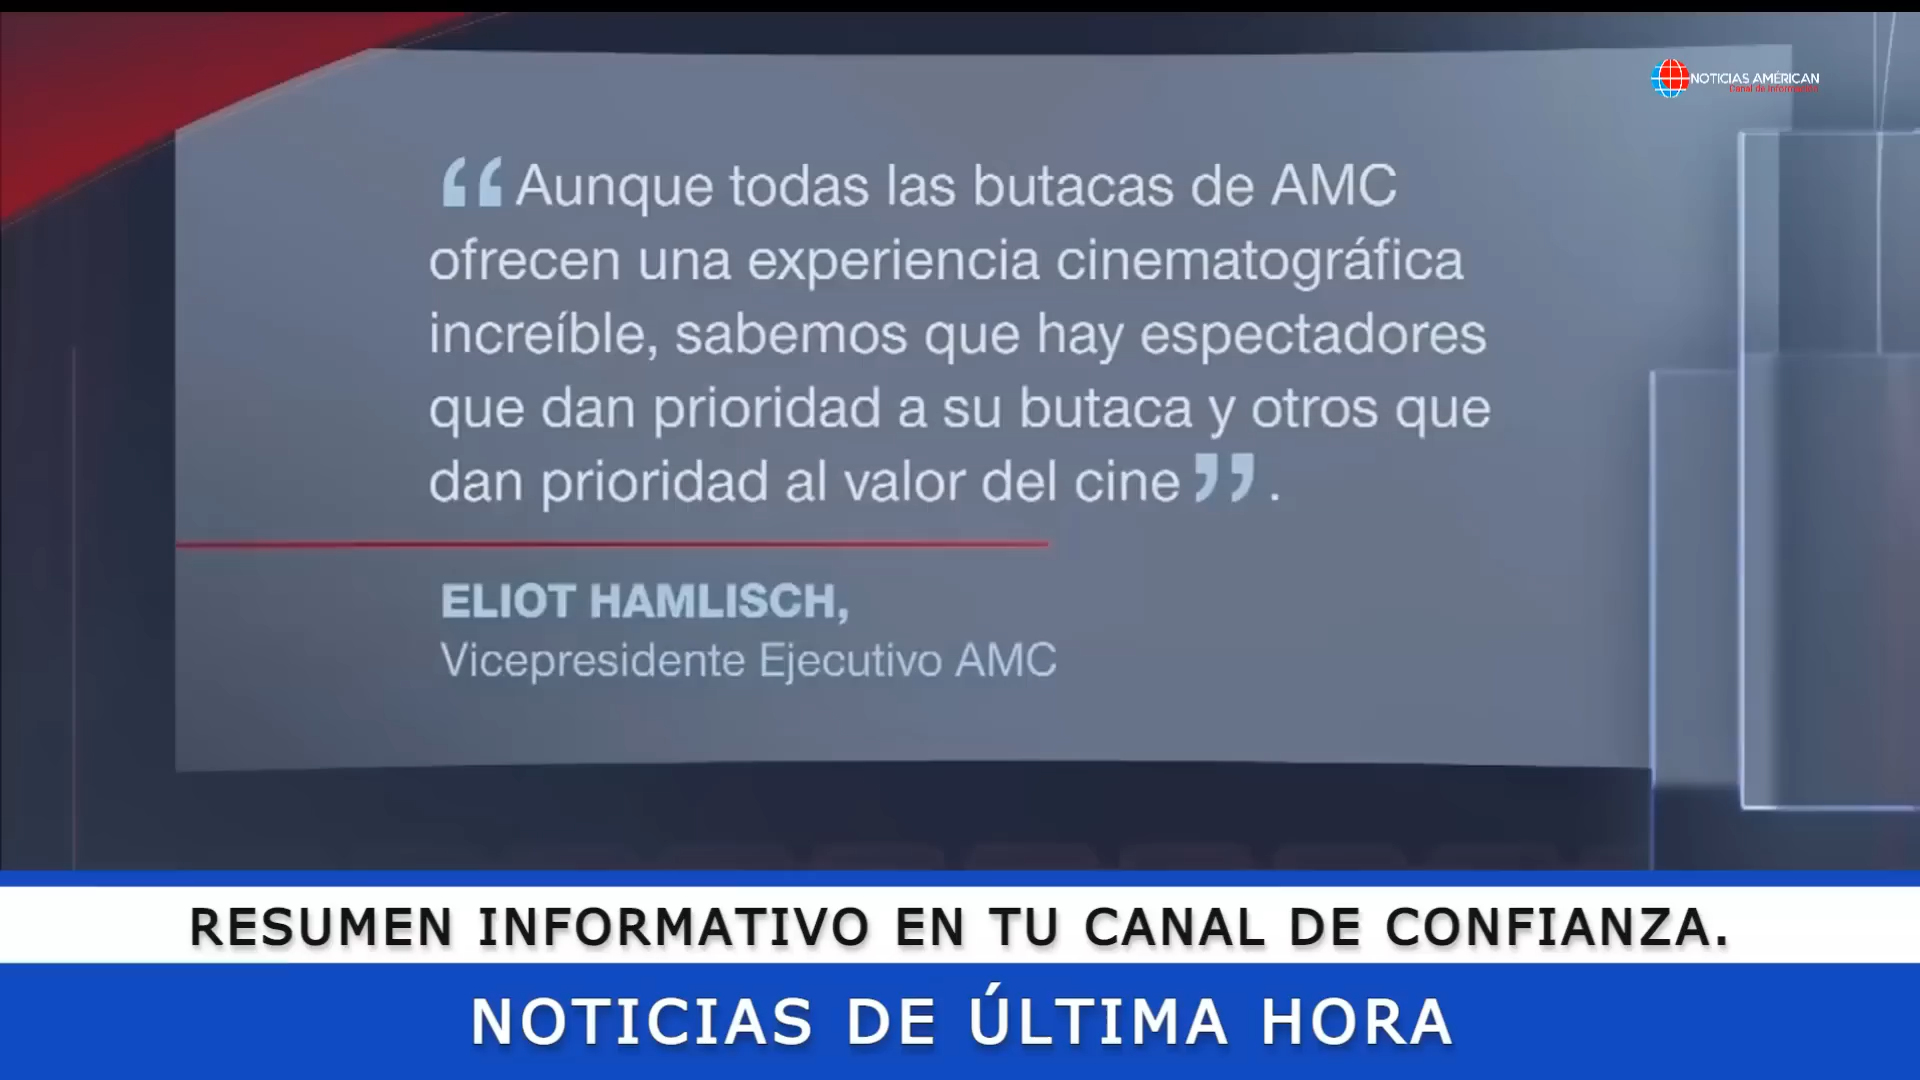 NOTICIAS AMÉRICAN
“Aunque todas las butacas de AMC
ofrecen una experiencia cinematográfica
increíble, sabemos que hay espectadores
que dan prioridad a su butaca y otros que
dan prioridad al valor del cine”.
ELIOT HAMLISCH,
Vicepresidente Ejecutivo AMC
RESUMEN INFORMATIVO EN TU CANAL DE CONFIANZA.
NOTICIAS DE ÚLTIMA HORA